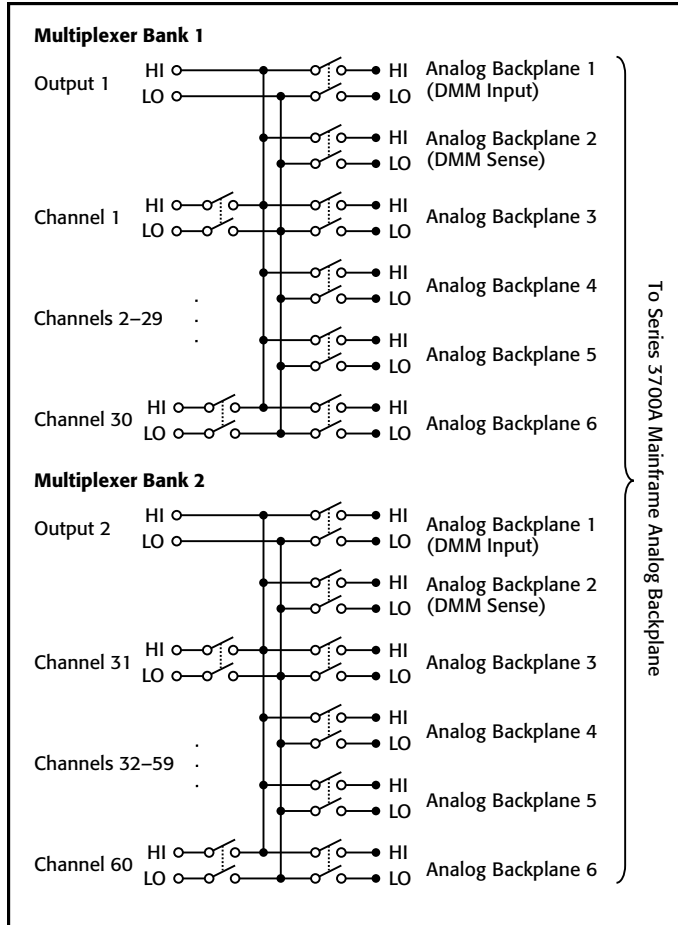 Multiplexer Bank 1
Output 1
HI
LO
HI
LO
Analog Backplane 1
(DMM Input)
HI
LO
Analog Backplane 2
(DMM Sense)
Channel 1
HI
LO
HI
LO
Analog Backplane 3
HI
LO
Analog Backplane 4
Channels 2–29
HI
LO
Analog Backplane 5
Channel 30
HI
LO
HI
LO
Analog Backplane 6
Multiplexer Bank 2
Output 2
HI
LO
HI
LO
Analog Backplane 1
(DMM Input)
HI
LO
Analog Backplane 2
(DMM Sense)
Channel 31
HI
LO
HI
LO
Analog Backplane 3
HI
LO
Analog Backplane 4
Channels 32–59
HI
LO
Analog Backplane 5
Channel 60
HI
LO
HI
LO
Analog Backplane 6
To Series 3700A Mainframe Analog Backplane